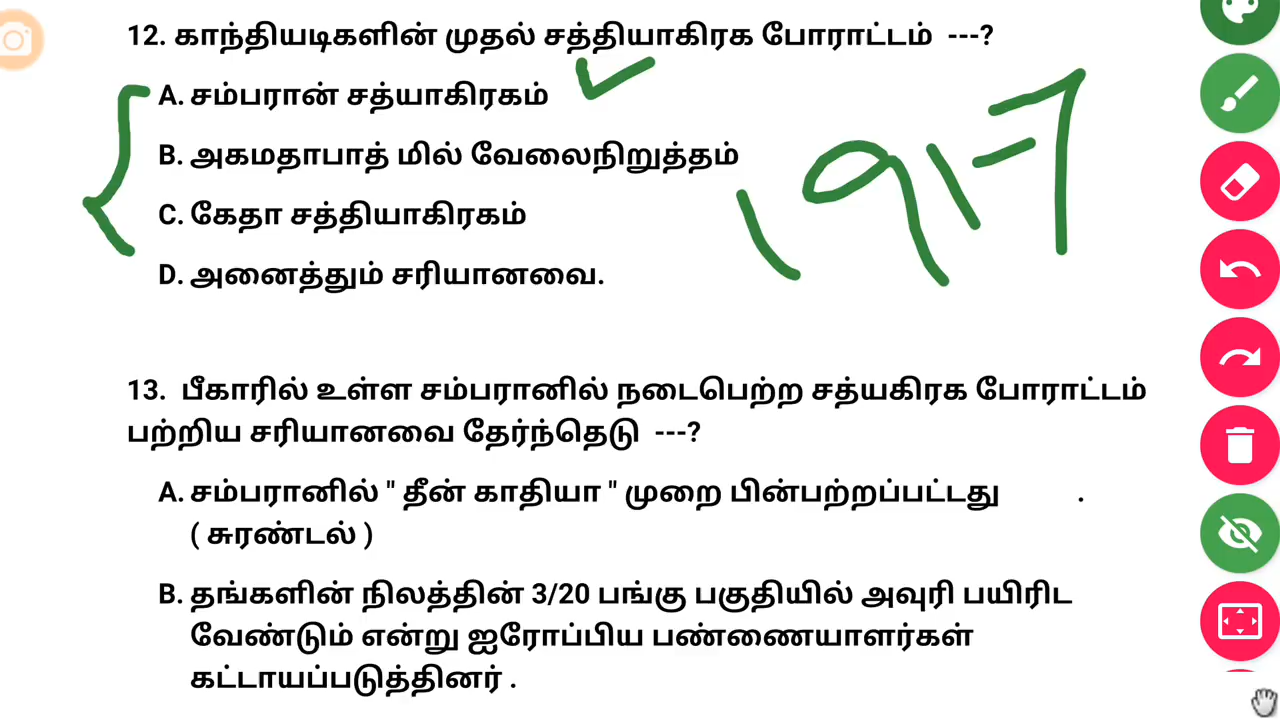 12. காந்தியடிகளின் முதல் சத்தியாகிரக போராட்டம் ---?
A. சம்பரான் சத்யாகிரகம்
B. அகமதாபாத் மில் வேலைநிறுத்தம்
C. கேதா சத்தியாகிரகம்
D. அனைத்தும் சரியானவை.
1917
13. பீகாரில் உள்ள சம்பரானில் நடைபெற்ற சத்யகிரக போராட்டம்
பற்றிய சரியானவை தேர்ந்தெடு ---?
A. சம்பரானில் " தீன் காதியா " முறை பின்பற்றப்பட்டது .
( சுரண்டல் )
B. தங்களின் நிலத்தின் 3/20 பங்கு பகுதியில் அவுரி பயிரிட
வேண்டும் என்று ஐரோப்பிய பண்ணையாளர்கள்
கட்டாயப்படுத்தினர் .